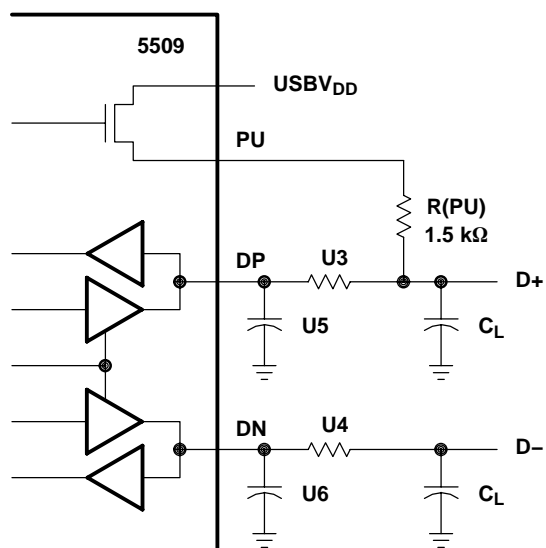 5509
USBVDD
PU
R(PU)
1.5 kΩ
DP
U3
D+
U5
CL
DN
U4
D−
U6
CL